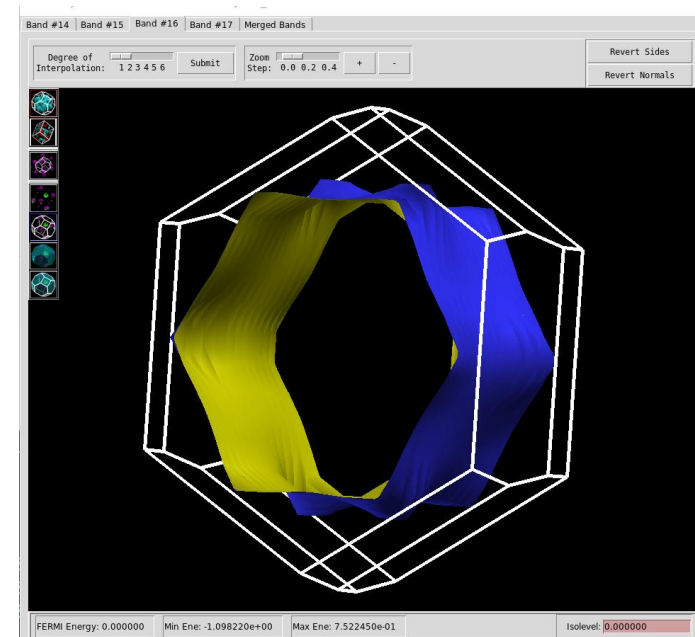 Band #14 Band #15 Band #16 Band #17 Merged Bands
Degree of
Interpolation: 1 2 3 4 5 6 Submit
Zoom
Step: 0.0 0.2 0.4 + -
Revert Sides
Revert Normals
FERMI Energy: 0.000000 Min Ene: -1.098220e+00 Max Ene: 7.522450e-01 Isolevel: 0.000000